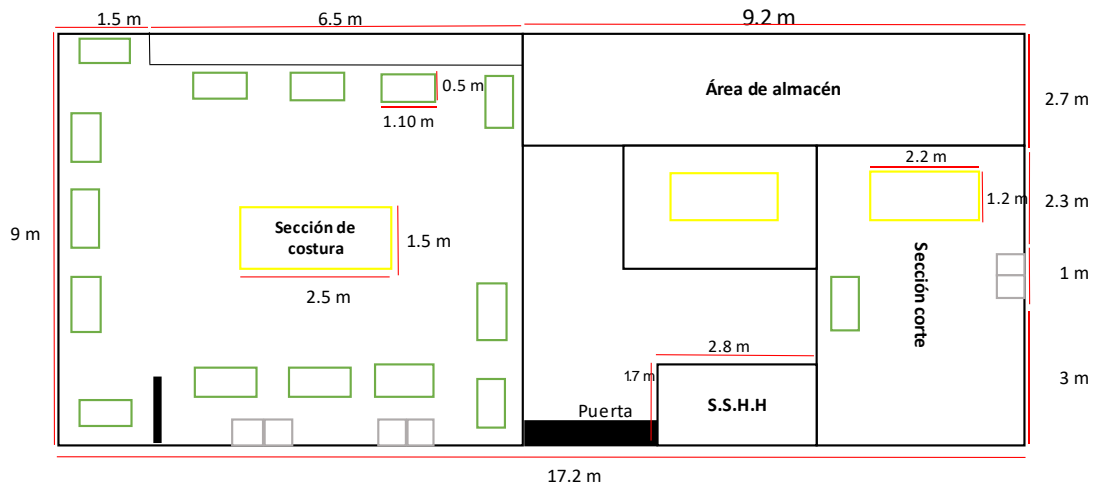 1.5 m
6.5 m
9.2 m
0.5 m
1.10 m
Área de almacén
2.7 m
2.2 m
1.2 m
2.3 m
9 m
Sección de
costura
1.5 m
2.5 m
Sección corte
1 m
2.8 m
1.7 m
S.S.H.H
3 m
Puerta
17.2 m